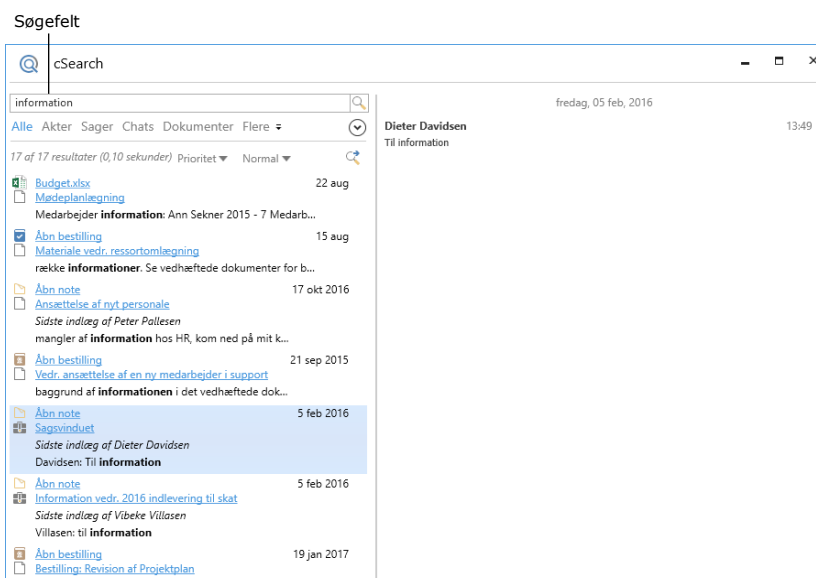 Søgefelt
cSearch
information
Alle Akter Sager Chats Dokumenter Flere
17 af 17 resultater (0,10 sekunder) Prioritet Normal
Budget.xlsx 22 aug
Mødeplanlægning
Medarbejder information: Ann Sekner 2015 - 7 Medarb...
Åbn bestilling 15 aug
Materiale vedr. ressortomlægning
række informationer. Se vedhæftede dokumenter for b...
Åbn note 17 okt 2016
Ansættelse af nyt personale
Sidste indlæg af Peter Pallesen
mangler af information hos HR, kom ned på mit k...
Åbn bestilling 21 sep 2015
Vedr. ansættelse af en ny medarbejder i support
baggrund af informationen i det vedhæftede dok...
Åbn note 5 feb 2016
Sagsvinduet
Sidste indlæg af Dieter Davidsen
Davidsen: Til information
Åbn note 5 feb 2016
Information vedr. 2016 indlevering til skat
Sidste indlæg af Vibeke Villasen
Villasen: til information
Åbn bestilling 19 jan 2017
Bestilling: Revision af Projektplan
fredag, 05 feb, 2016
Dieter Davidsen 13:49
Til information